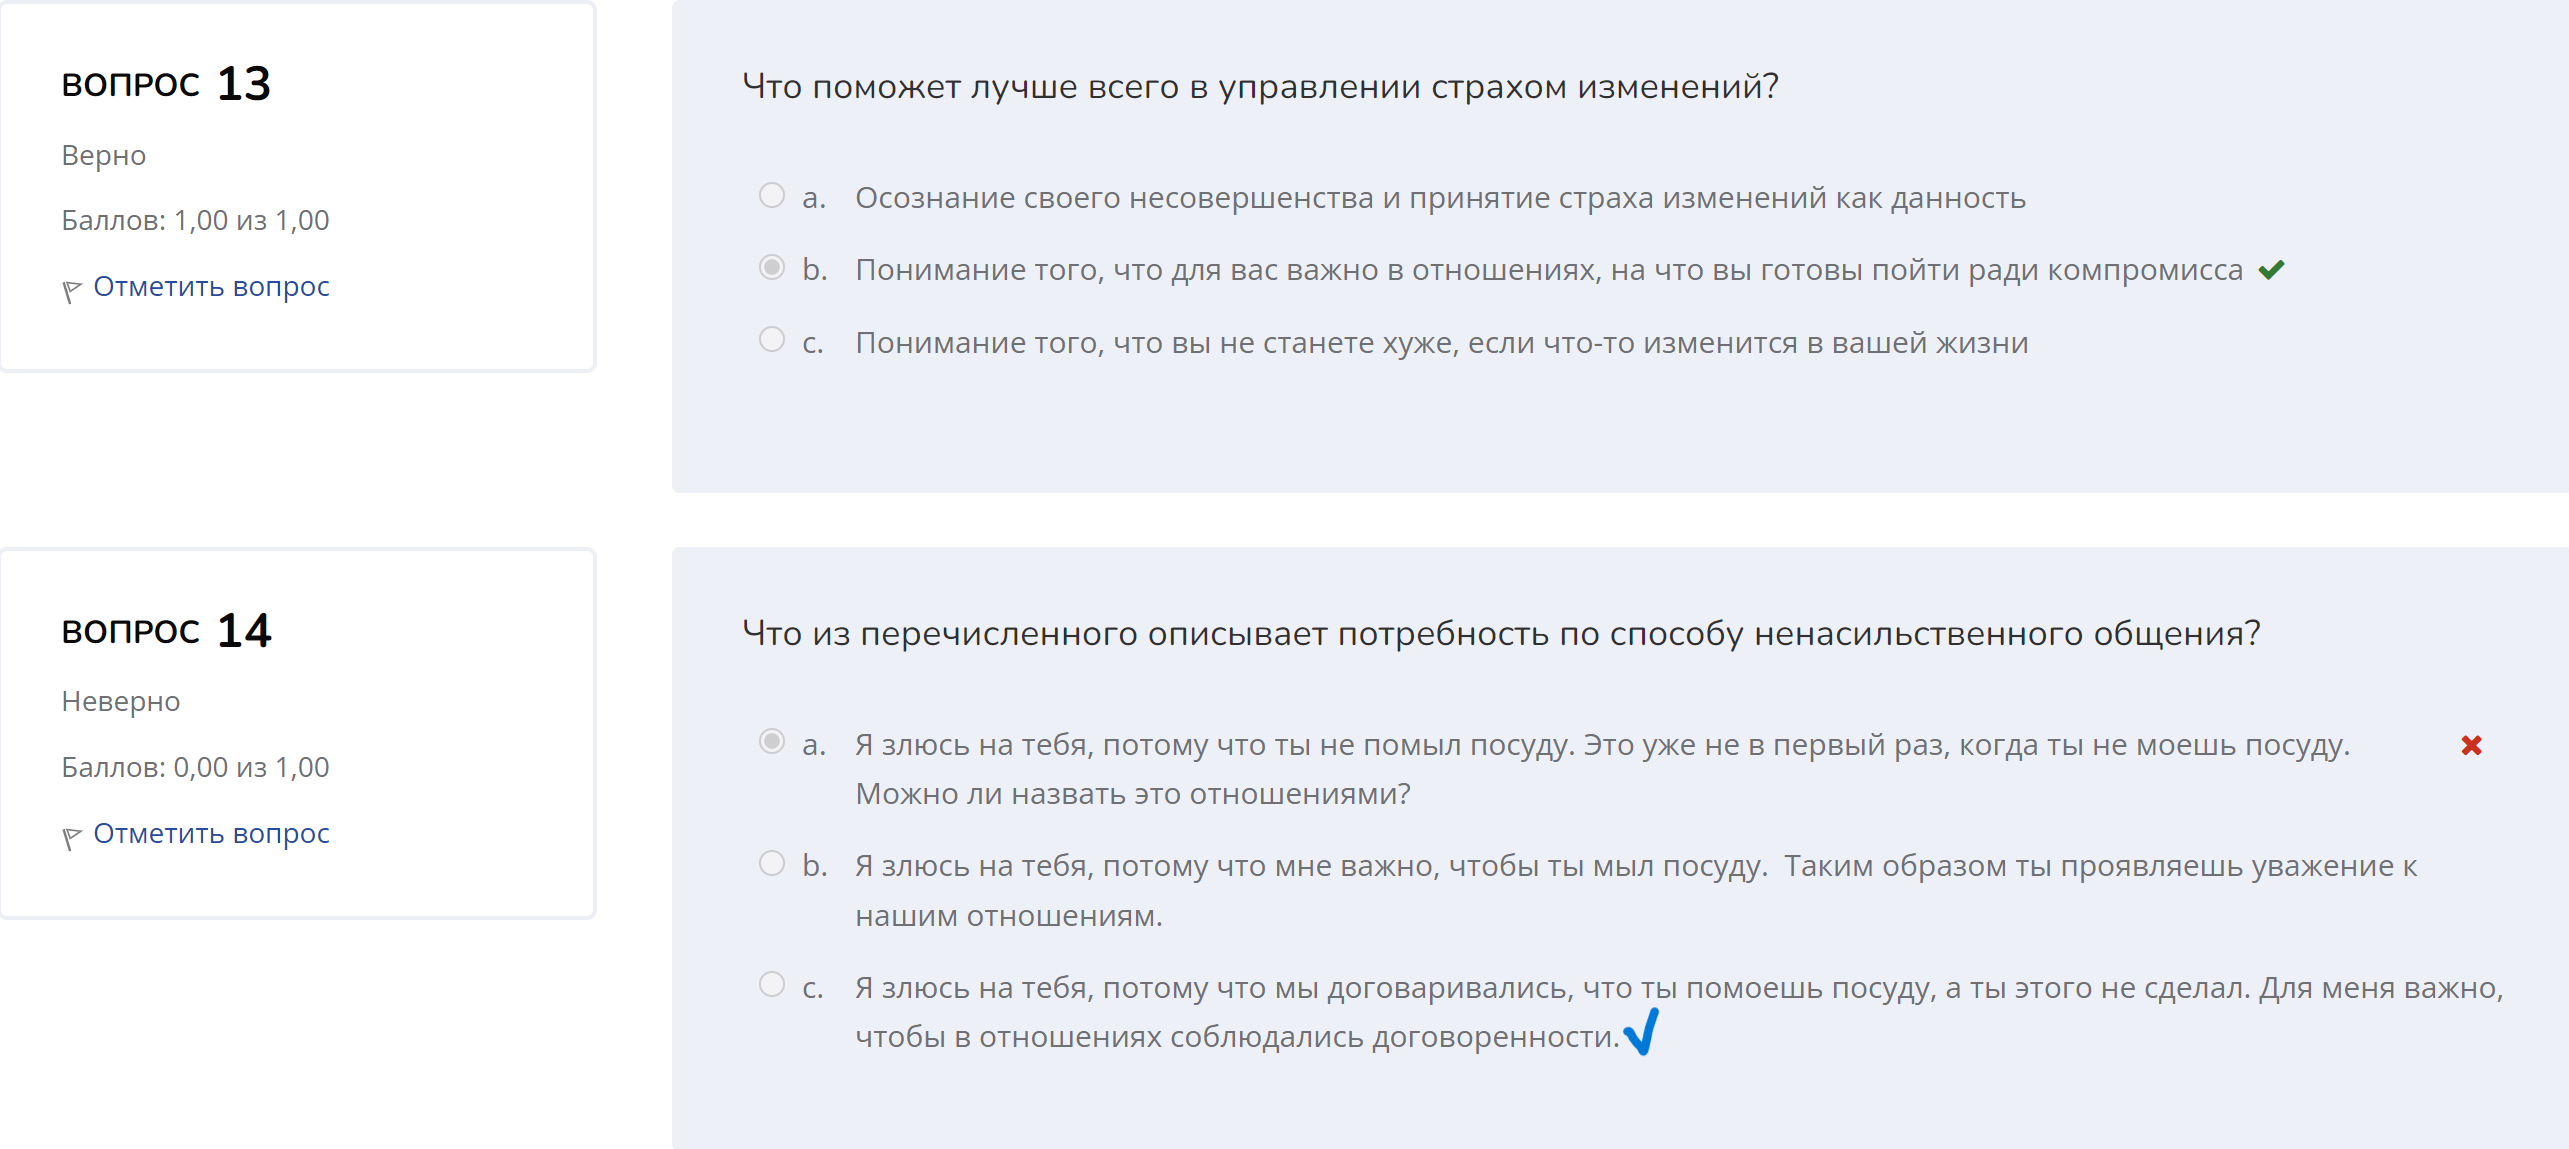 вопрос 13
Верно
Баллов: 1,00 из 1,00
Отметить вопрос
Что поможет лучше всего в управлении страхом изменений?
a. Осознание своего несовершенства и принятие страха изменений как данность
b. Понимание того, что для вас важно в отношениях, на что вы готовы пойти ради компромисса
c. Понимание того, что вы не станете хуже, если что-то изменится в вашей жизни
вопрос 14
Неверно
Баллов: 0,00 из 1,00
Отметить вопрос
Что из перечисленного описывает потребность по способу ненасильственного общения?
a. Я злюсь на тебя, потому что ты не помыл посуду. Это уже не в первый раз, когда ты не моешь посуду.
Можно ли назвать это отношениями?
b. Я злюсь на тебя, потому что мне важно, чтобы ты мыл посуду. Таким образом ты проявляешь уважение к
нашим отношениям.
c. Я злюсь на тебя, потому что мы договаривались, что ты помоешь посуду, а ты этого не сделал. Для меня важно,
чтобы в отношениях соблюдались договоренности.